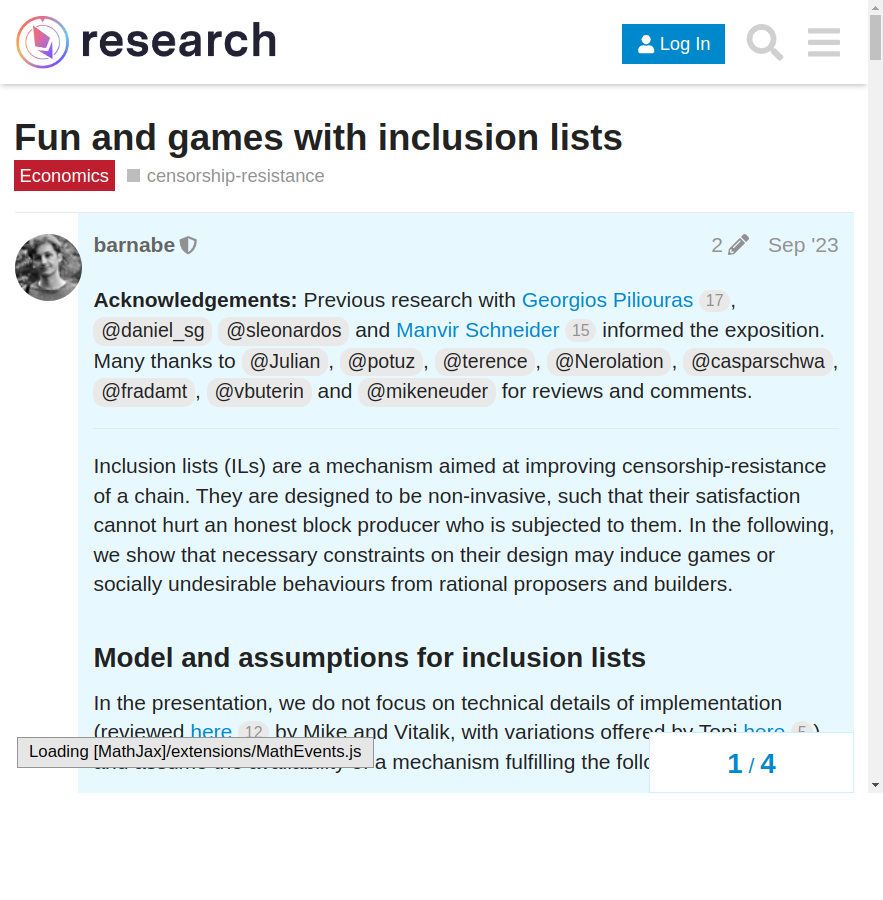 research
Log In
Fun and games with inclusion lists
Economics censorship-resistance
barnabe 2 Sep '23
Acknowledgements: Previous research with Georgios Piliouras 17 ,
@daniel_sg @sleonardos and Manvir Schneider 15 informed the exposition.
Many thanks to @Julian , @potuz , @terence , @Nerolation , @casparschwa ,
@fradamt , @vbuterin and @mikeneuder for reviews and comments.
Inclusion lists (ILs) are a mechanism aimed at improving censorship-resistance
of a chain. They are designed to be non-invasive, such that their satisfaction
cannot hurt an honest block producer who is subjected to them. In the following,
we show that necessary constraints on their design may induce games or
socially undesirable behaviours from rational proposers and builders.
Model and assumptions for inclusion lists
In the presentation, we do not focus on technical details of implementation
(reviewed here 12 by Mike and Vitalik, with variations offered by Toni here 5 )
Loading [MathJax]/extensions/MathEvents.js
a mechanism fulfilling the
1 / 4